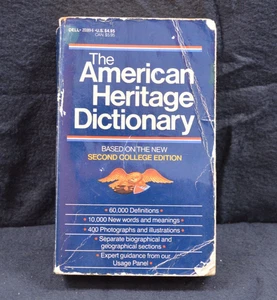 The
American
Heritage
Dictionary
BASED ON THE NEW
SECOND COLLEGE EDITION
• 60,000 Definitions •
• 10,000 New words and meanings •
• 400 Photographs and illustrations •
• Separate biographical and
geographical sections •
• Expert guidance from our
Usage Panel •